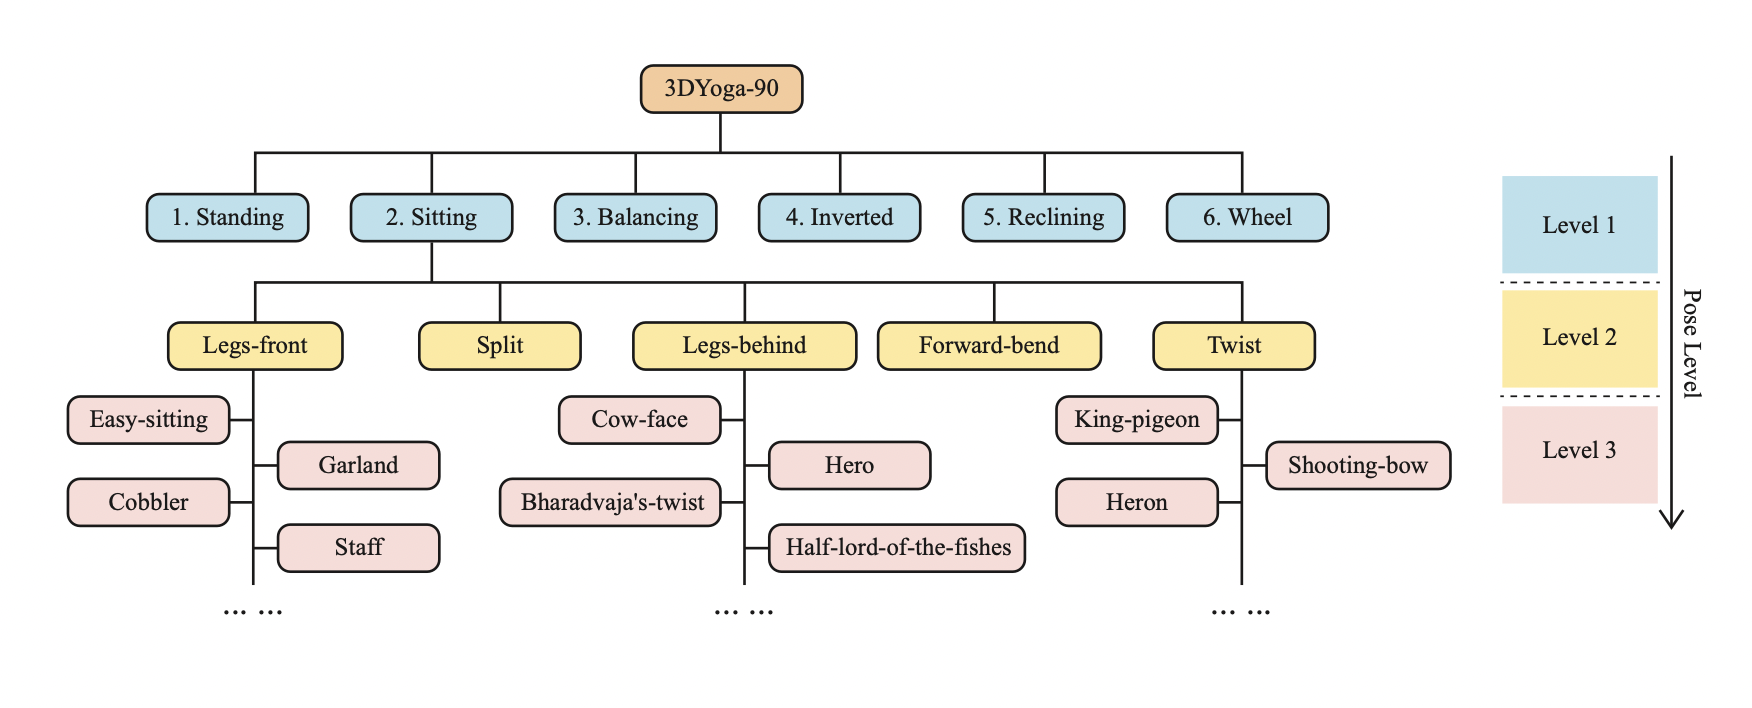 3DYoga-90
1. Standing
2. Sitting
3. Balancing
4. Inverted
5. Reclining
6. Wheel
Legs-front
Split
Legs-behind
Forward-bend
Twist
Easy-sitting
Garland
Cobbler
Staff
... ...
Cow-face
Hero
Bharadvaja's-twist
Half-lord-of-the-fishes
... ...
King-pigeon
Shooting-bow
Heron
... ...
Level 1
Level 2
Level 3
Pose Level